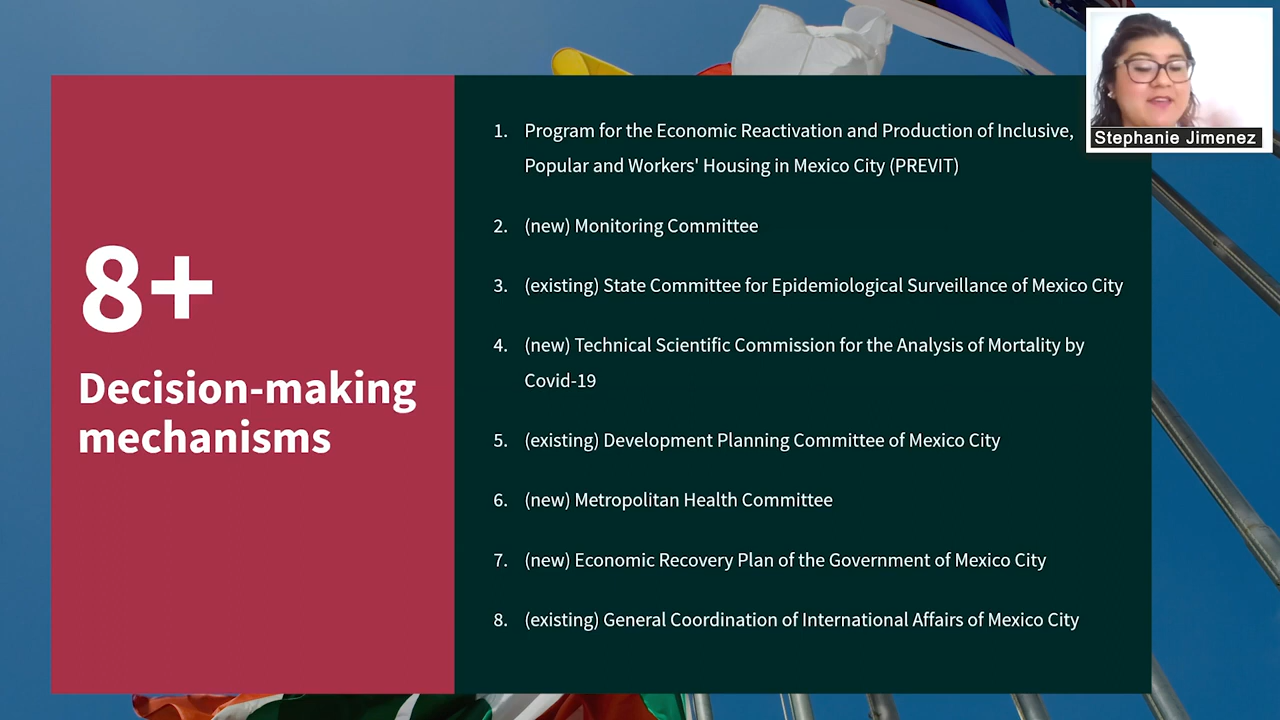 8+
Decision-making
mechanisms
1. Program for the Economic Reactivation and Production of Inclusive,
Popular and Workers' Housing in Mexico City (PREVIT)
2. (new) Monitoring Committee
3. (existing) State Committee for Epidemiological Surveillance of Mexico City
4. (new) Technical Scientific Commission for the Analysis of Mortality by
Covid-19
5. (existing) Development Planning Committee of Mexico City
6. (new) Metropolitan Health Committee
7. (new) Economic Recovery Plan of the Government of Mexico City
8. (existing) General Coordination of International Affairs of Mexico City
Stephanie Jimenez